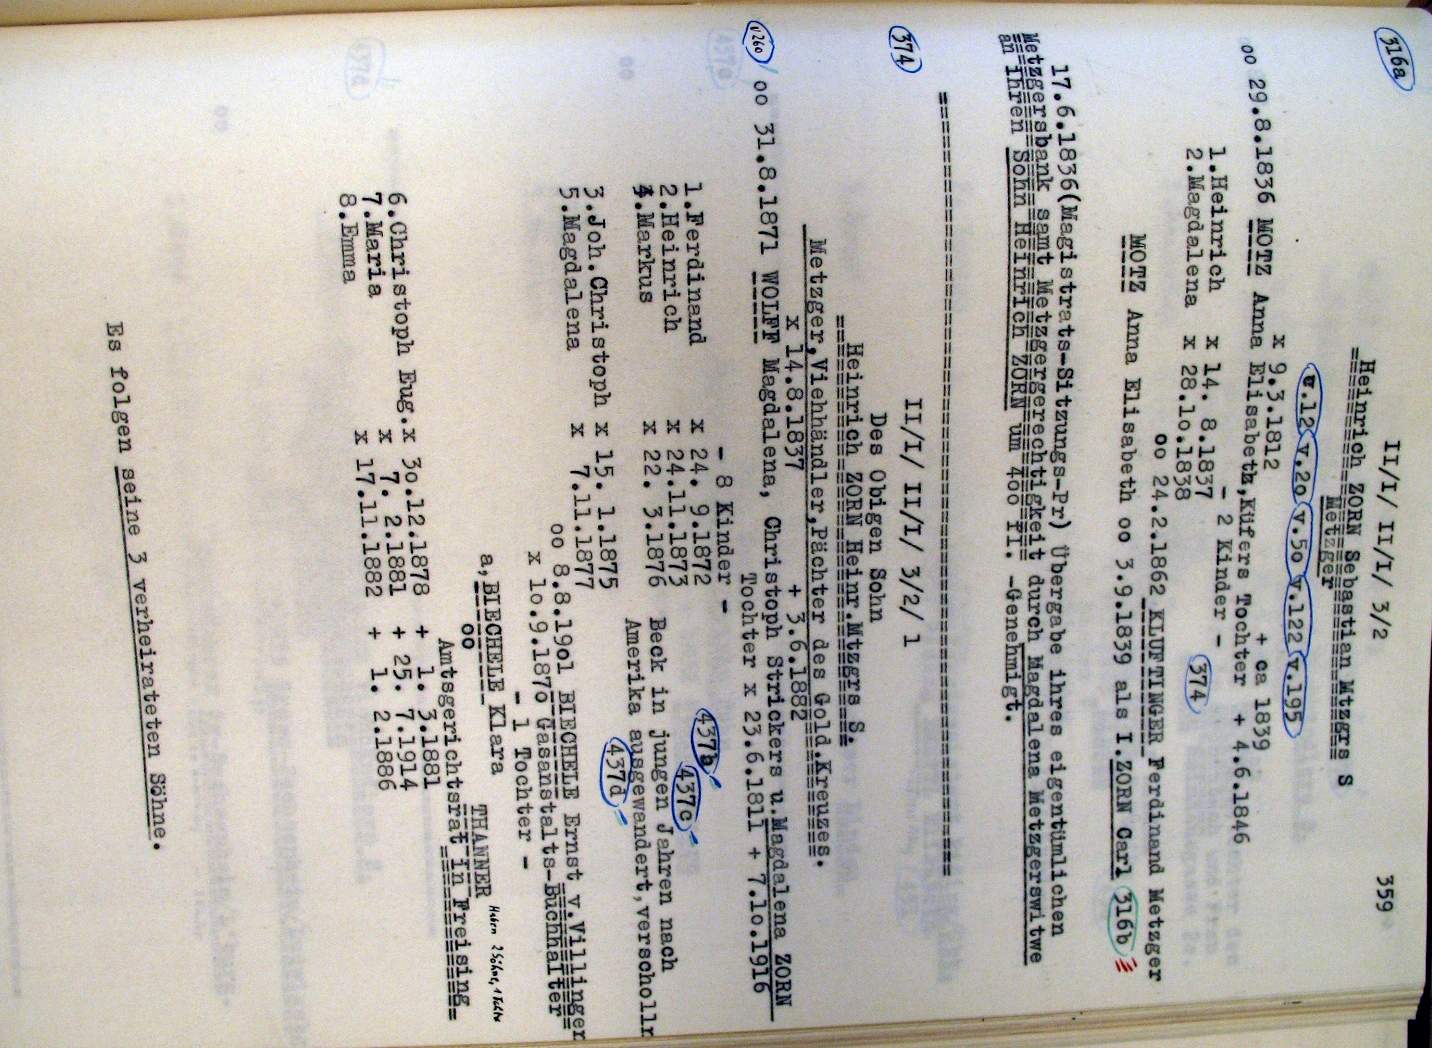 316a
II/I/ II/I/ 3/2 359
Heinrich ZORN Sebastian Mtzgrs S
Metzger
v.12 v.20 v.50 v.122 v.195
x 9.3.1812 + ca 1839
oo 29.8.1836 MOTZ Anna Elisabeth,Küfers Tochter + 4.6.1846
- 2 Kinder -
1.Heinrich x 14. 8.1837 374
2.Magdalena x 28.10.1838
oo 24.2.1862 KLUFTINGER Ferdinand Metzger
MOTZ Anna Elisabeth oo 3.9.1839 als I.ZORN Carl 316b
17.6.1836(Magistrats-Sitzungs-Pr) Übergabe ihres eigentümlichen
Metzgersbank samt Metzgergerechtigkeit durch Magdalena Metzgerswitwe
an ihren Sohn Heinrich ZORN um 400 Fl. -Genehmigt.
374
II/I/ II/I/ 3/2/ 1
Des Obigen Sohn
Heinrich ZORN Heinr.Mtzgrs S.
Metzger,Viehhändler,Pächter des Gold.Kreuzes.
x 14.8.1837 + 3.6.1882
V260 oo 31.8.1871 WOLFF Magdalena, Christoph Strickers u.Magdalena ZORN
Tochter x 23.6.1811 + 7.10.1916
- 8 Kinder -
1.Ferdinand x 24. 9.1872 437b
2.Heinrich x 24.11.1873 437c
4.Markus x 22. 3.1876 Beck in jungen Jahren nach
Amerika ausgewandert,verscholln
3.Joh.Christoph x 15. 1.1875 437d
5.Magdalena x 7.11.1877
oo 8.8.1901 BIECHELE Ernst v.Villinger
x 10.9.1870 Gasanstalts-Buchhalter
- 1 Tochter -
a,BIECHELE Klara
oo THANNER Haben 2 Söhne, 1 Tochter
Amtsgerichtsrat in Freising
6.Christoph Eug.x 30.12.1878 + 1. 3.1881
7.Maria x 7. 2.1881 + 25. 7.1914
8.Emma x 17.11.1882 + 1. 2.1886
Es folgen seine 3 verheirateten Söhne.